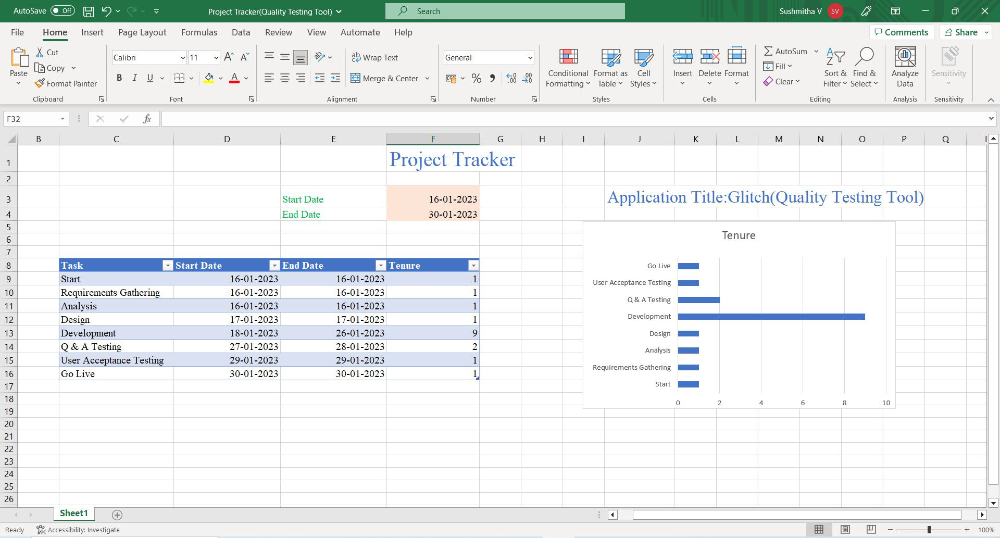 AutoSave Off
Project Tracker(Quality Testing Tool)
Search
Sushmitha V SV
File Home Insert Page Layout Formulas Data Review View Automate Help
Comments Share
Paste
Cut
Copy
Format Painter
Clipboard
Calibri 11
B I U A
Font
Wrap Text
Merge & Center
Alignment
General
Number
Conditional Formatting
Format as Table
Cell Styles
Styles
Insert Delete Format
Cells
AutoSum
Fill
Clear
Sort & Filter
Find & Select
Editing
Analyze Data
Analysis
Sensitivity
Sensitivity
F32 fx
B C D E F G H I J K L M N O P Q
1 2 3 4 5 6 7 8 9 10 11 12 13 14 15 16 17 18 19 20 21 22 23 24 25 26
Project Tracker
Start Date 16-01-2023
End Date 30-01-2023
Application Title:Glitch(Quality Testing Tool)
Task Start Date End Date Tenure
Start 16-01-2023 16-01-2023 1
Requirements Gathering 16-01-2023 16-01-2023 1
Analysis 16-01-2023 16-01-2023 1
Design 17-01-2023 17-01-2023 1
Development 18-01-2023 26-01-2023 9
Q & A Testing 27-01-2023 28-01-2023 2
User Acceptance Testing 29-01-2023 29-01-2023 1
Go Live 30-01-2023 30-01-2023 1
Tenure
Go Live
User Acceptance Testing
Q & A Testing
Development
Design
Analysis
Requirements Gathering
Start
0 2 4 6 8 10
Sheet1
Ready Accessibility: Investigate 100%